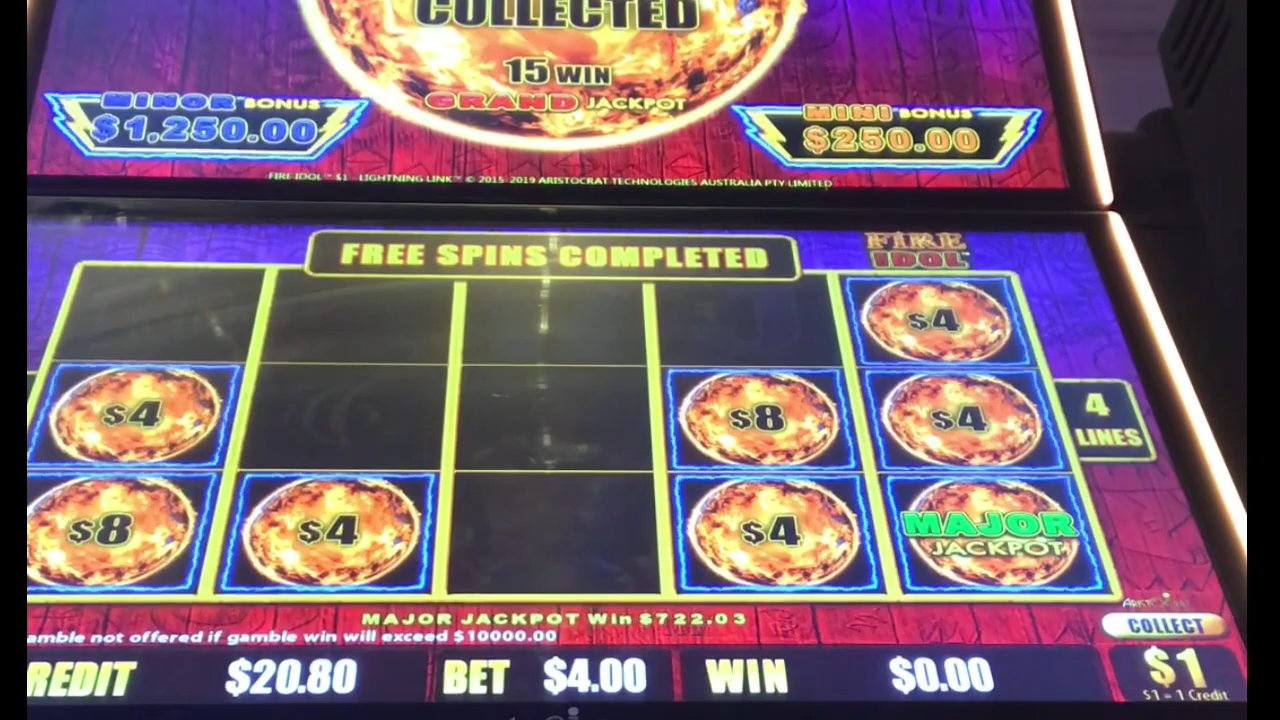 COLLECTED
15 WIN
GRAND JACKPOT
MINOR BONUS
$1,250.00
MINI BONUS
$250.00
FIRE IDOL™ $1 LIGHTNING LINK™ © 2015-2019 ARISTOCRAT TECHNOLOGIES AUSTRALIA PTY LIMITED
FREE SPINS COMPLETED
FIRE
IDOL™
$4
$4
$8
$4
4
LINES
$8
$4
$4
MAJOR
JACKPOT
MAJOR JACKPOT Win $722.03
amble not offered if gamble win will exceed $10000.00
COLLECT
REDIT
$20.80
BET
$4.00
WIN
$0.00
$1
$1 = 1 Credit